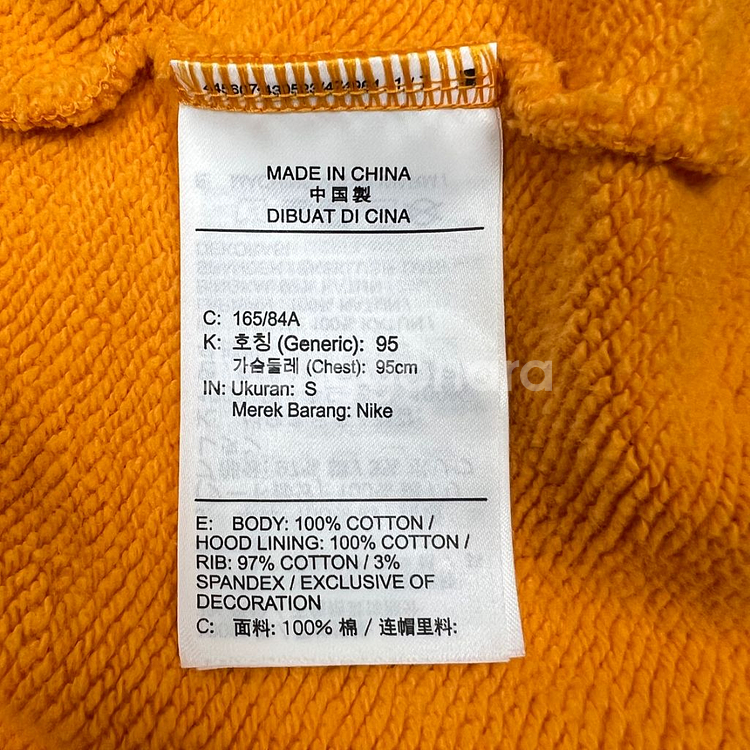 MADE IN CHINA
中国製
DIBUAT DI CINA
C: 165/84A
K: 호칭 (Generic): 95
가슴둘레 (Chest): 95cm
IN: Ukuran: S
Merek Barang: Nike
E: BODY: 100% COTTON /
HOOD LINING: 100% COTTON /
RIB: 97% COTTON / 3%
SPANDEX / EXCLUSIVE OF
DECORATION
C: 面料: 100% 棉 / 连帽里料: